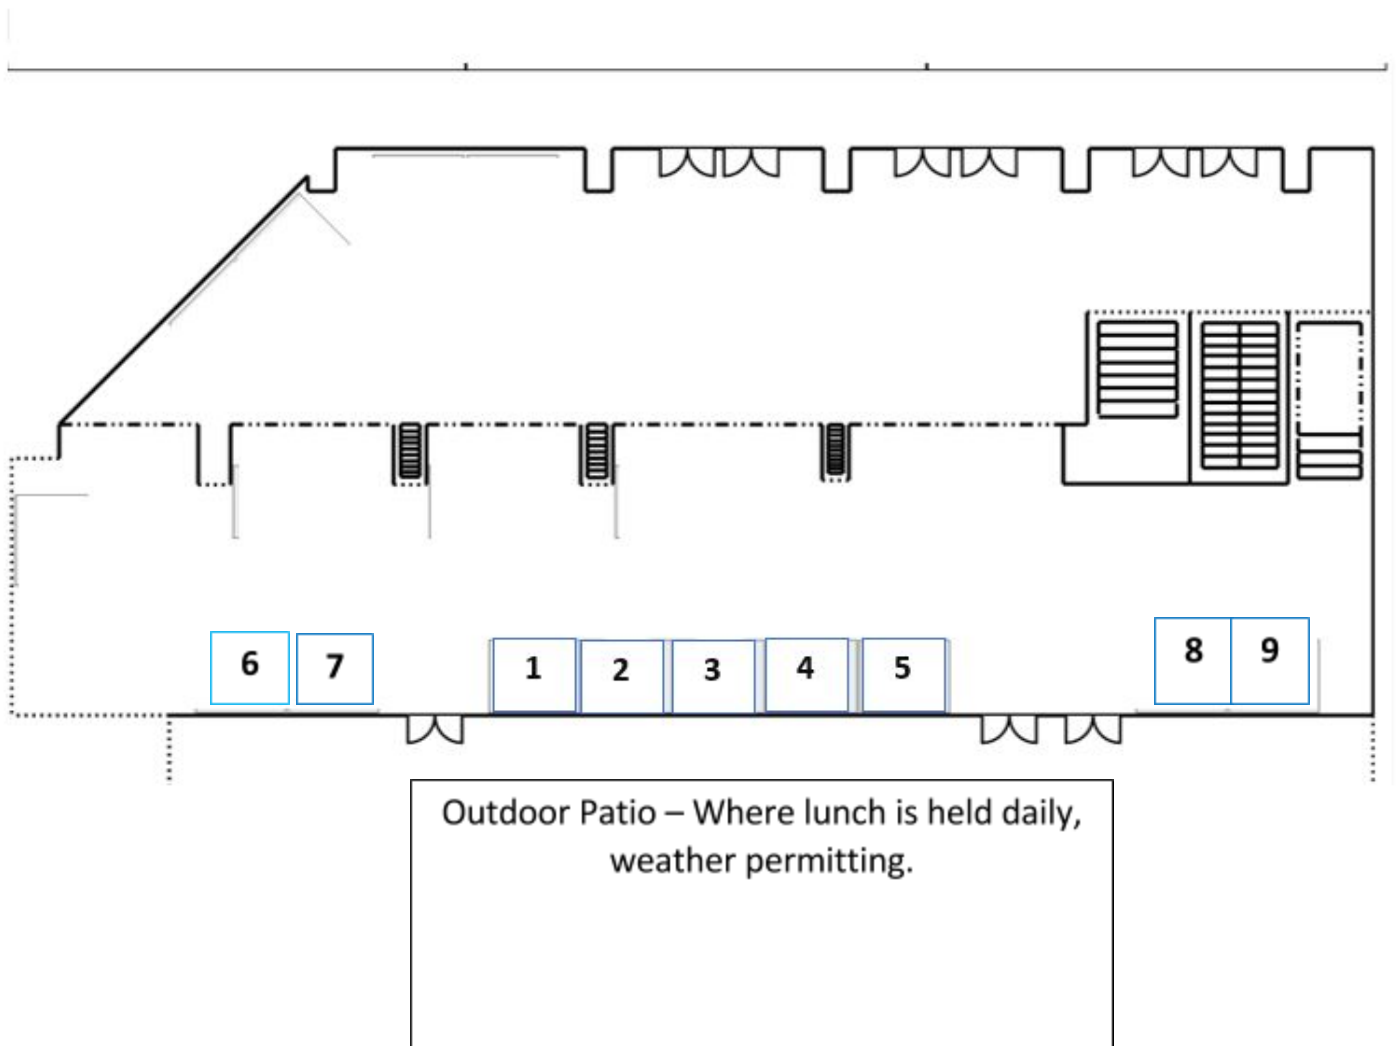 8 9
6 7 1 2 3 4 5
Outdoor Patio – Where lunch is held daily,
weather permitting.